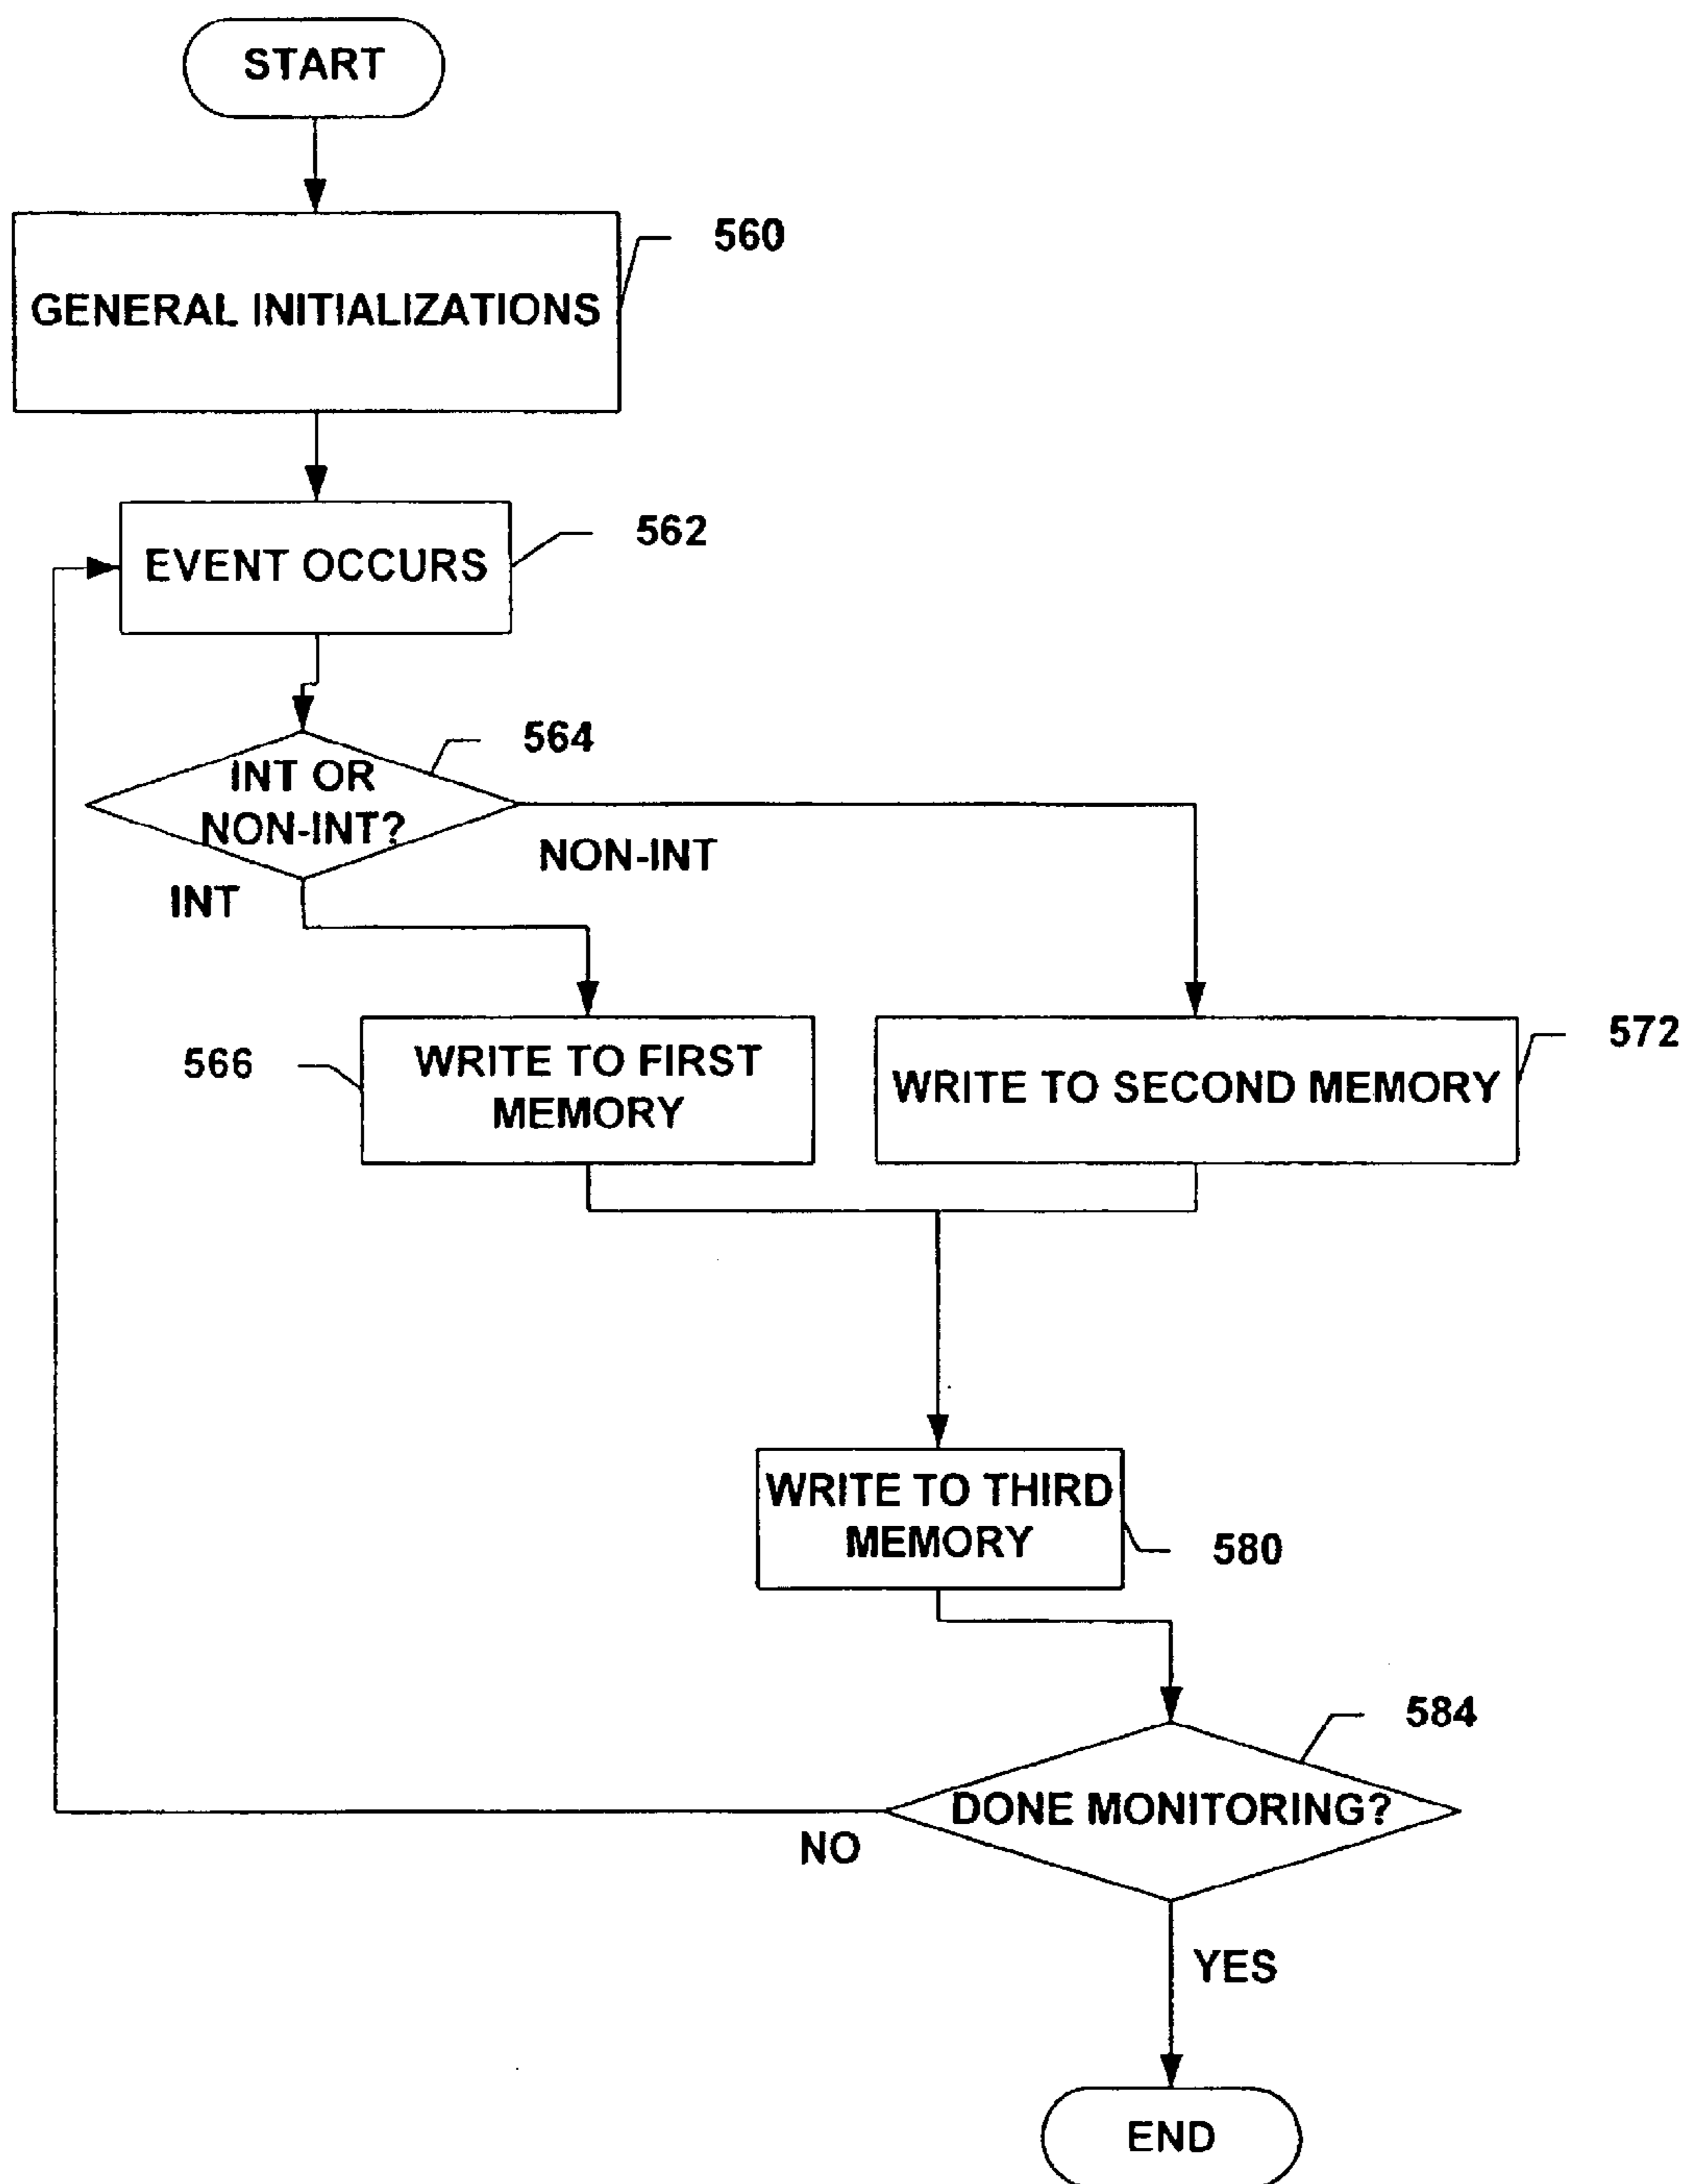 START
560
GENERAL INITIALIZATIONS
562
EVENT OCCURS
564
INT OR
NON-INT?
NON-INT
INT
566
WRITE TO FIRST
MEMORY
572
WRITE TO SECOND MEMORY
WRITE TO THIRD
MEMORY
580
584
DONE MONITORING?
NO
YES
END